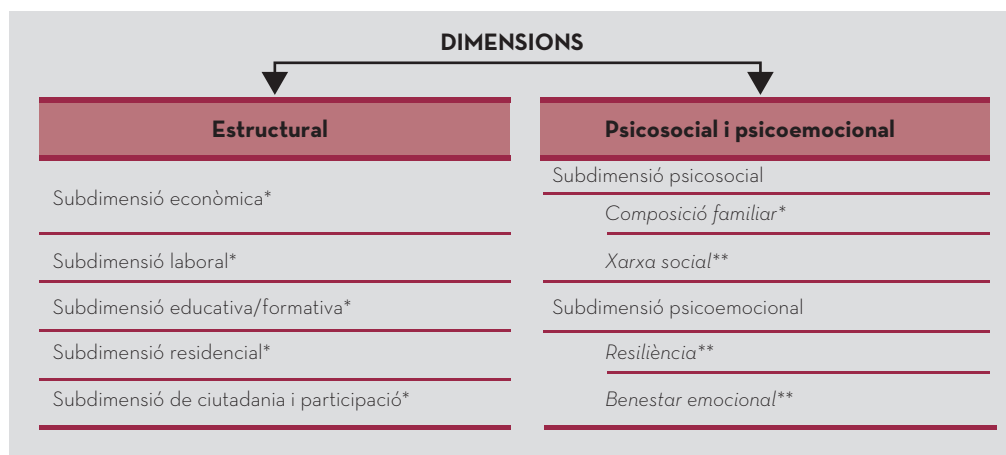 DIMENSIONS
Estructural
Subdimensió econòmica*
Subdimensió laboral*
Subdimensió educativa/formativa*
Subdimensió residencial*
Subdimensió de ciutadania i participació*
Psicosocial i psicoemocional
Subdimensió psicosocial
Composició familiar*
Xarxa social**
Subdimensió psicoemocional
Resiliència**
Benestar emocional**